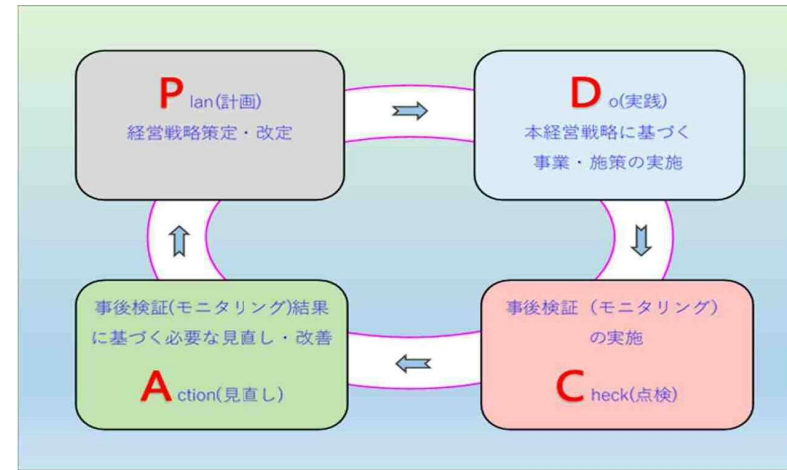 Plan(計画)
経営戦略策定・改定
Do(実践)
本経営戦略に基づく
事業・施策の実施
事後検証(モニタリング)結果
に基づく必要な見直し・改善
Action(見直し)
事後検証（モニタリング）
の実施
Check(点検)